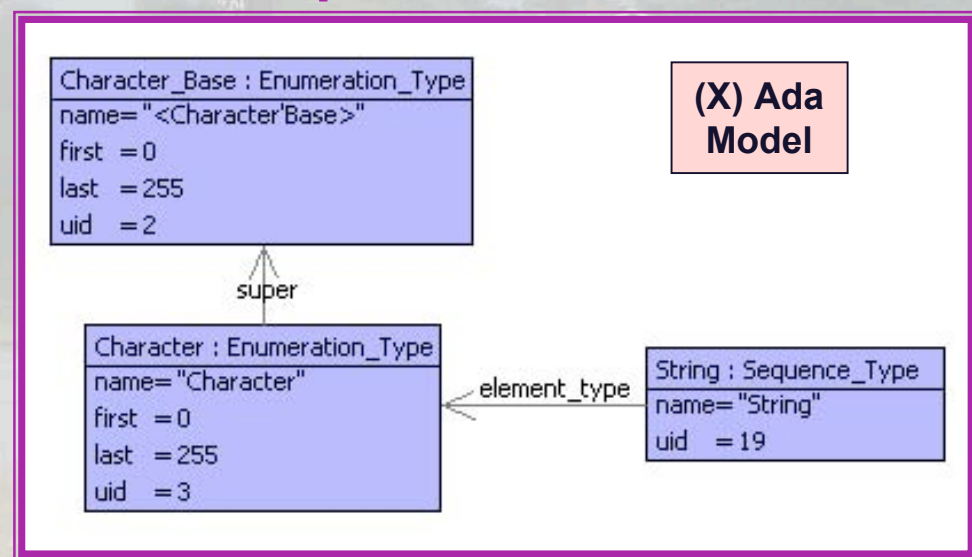 Character_Base : Enumeration_Type
name="<Character'Base>"
first = 0
last = 255
uid = 2
(X) Ada
Model
super
Character : Enumeration_Type
name="Character"
first = 0
last = 255
uid = 3
element_type
String : Sequence_Type
name="String"
uid = 19